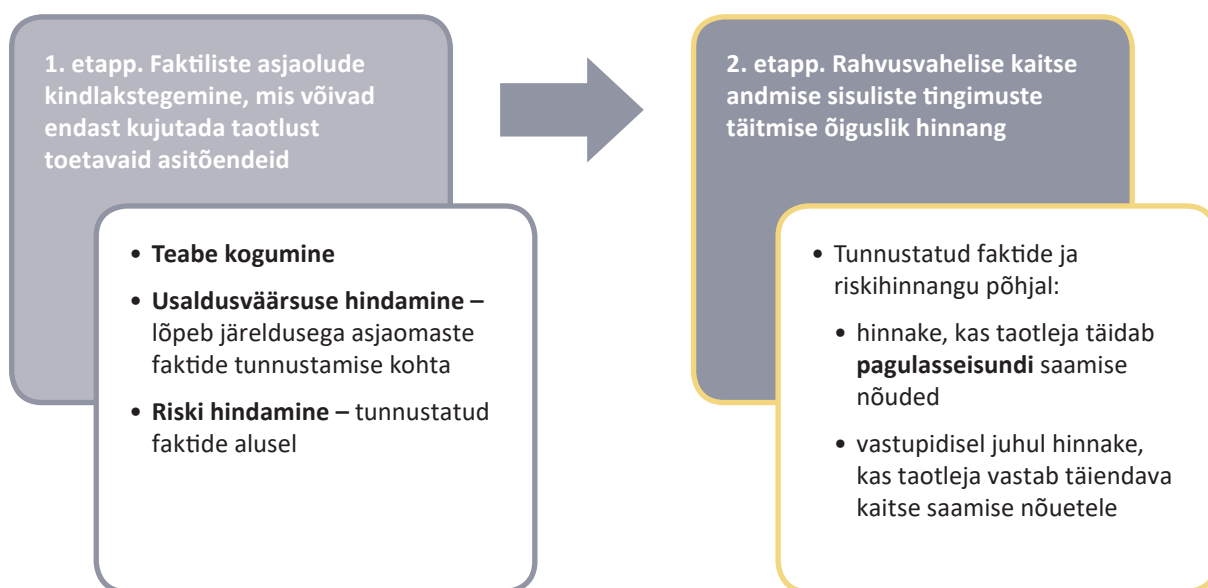 1. etapp. Faktiliste asjaolude
kindlakstegemine, mis võivad
endast kujutada taotlust
toetavaid asitõendeid
• Teabe kogumine
• Usaldusväärsuse hindamine –
lõpeb järeldusega asjaomaste
faktide tunnustamise kohta
• Riski hindamine – tunnustatud
faktide alusel
2. etapp. Rahvusvahelise kaitse
andmise sisuliste tingimuste
täitmise õiguslik hinnang
• Tunnustatud faktide ja
riskihinnangu põhjal:
• hinnake, kas taotleja täidab
pagulasseisundi saamise
nõuded
• vastupidisel juhul hinnake,
kas taotleja vastab täiendava
kaitse saamise nõuetele